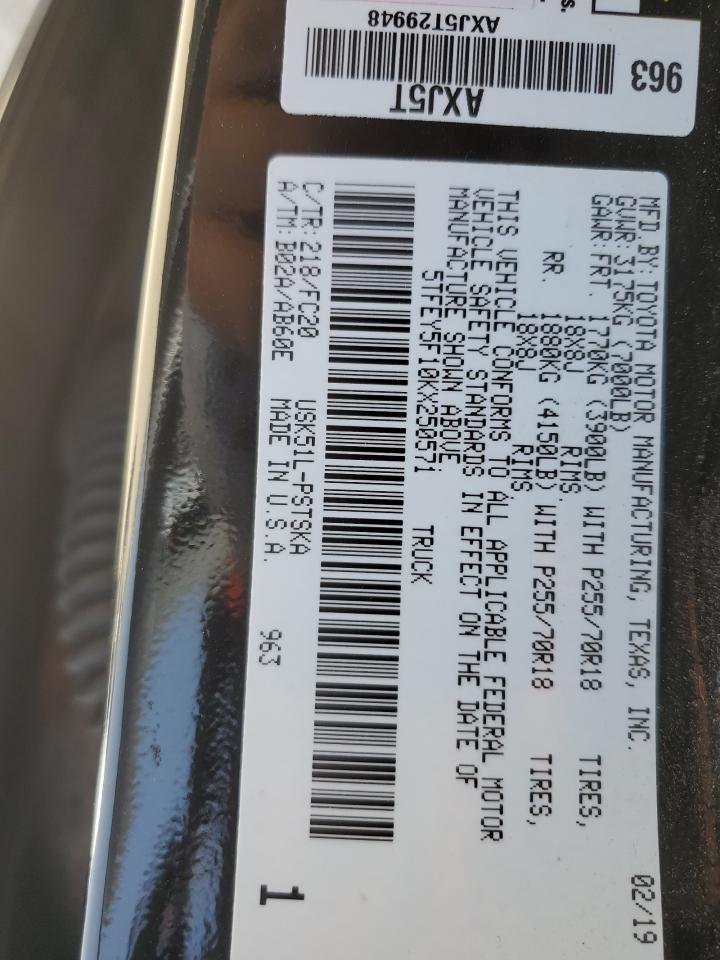 MFD BY: TOYOTA MOTOR MANUFACTURING, TEXAS, INC. 02/19
GVWR 3175KG (7000LB)
GAWR: FRT. 1770KG (3900LB) WITH P255/70R18 TIRES,
18X8J RIMS,
RR. 1880KG (4150LB) WITH P255/70R18 TIRES,
18X8J RIMS
THIS VEHICLE CONFORMS TO ALL APPLICABLE FEDERAL MOTOR
VEHICLE SAFETY STANDARDS IN EFFECT ON THE DATE OF
MANUFACTURE SHOWN ABOVE
5TFEY5F10KX250571 TRUCK
C/TR: 218/FC20 USK51L-PSTSKA
A/TM: B02A/AB60E MADE IN U.S.A. 963
1
AXJ5T
963
AXJ5T29948
s.